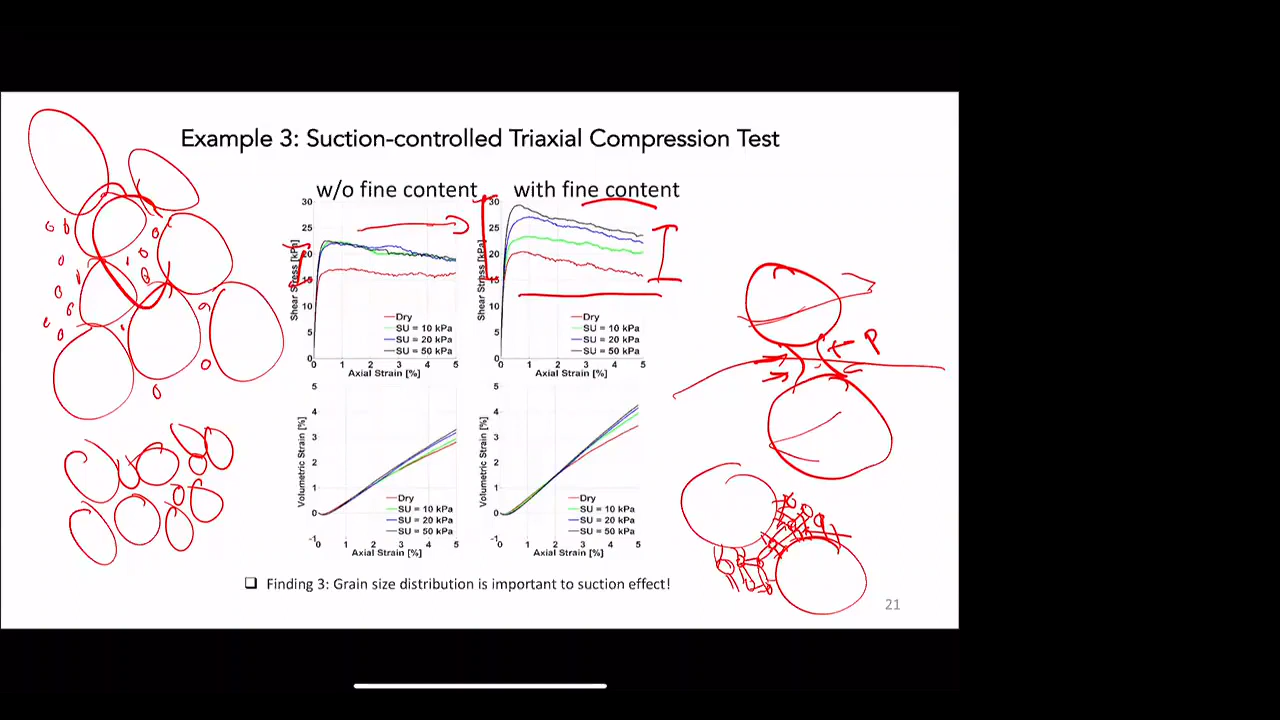 Example 3: Suction-controlled Triaxial Compression Test
w/o fine content
with fine content
30
25
20
15
10
5
0
Shear Stress [kPa]
Dry
SU = 10 kPa
SU = 20 kPa
SU = 50 kPa
0 1 2 3 4 5
Axial Strain [%]
30
25
20
15
10
5
0
Shear Stress [kPa]
Dry
SU = 10 kPa
SU = 20 kPa
SU = 50 kPa
0 1 2 3 4 5
Axial Strain [%]
P
5
4
3
2
1
0
-1
Volumetric Strain [%]
Dry
SU = 10 kPa
SU = 20 kPa
SU = 50 kPa
0 1 2 3 4 5
Axial Strain [%]
5
4
3
2
1
0
-1
Volumetric Strain [%]
Dry
SU = 10 kPa
SU = 20 kPa
SU = 50 kPa
0 1 2 3 4 5
Axial Strain [%]
Finding 3: Grain size distribution is important to suction effect!
21